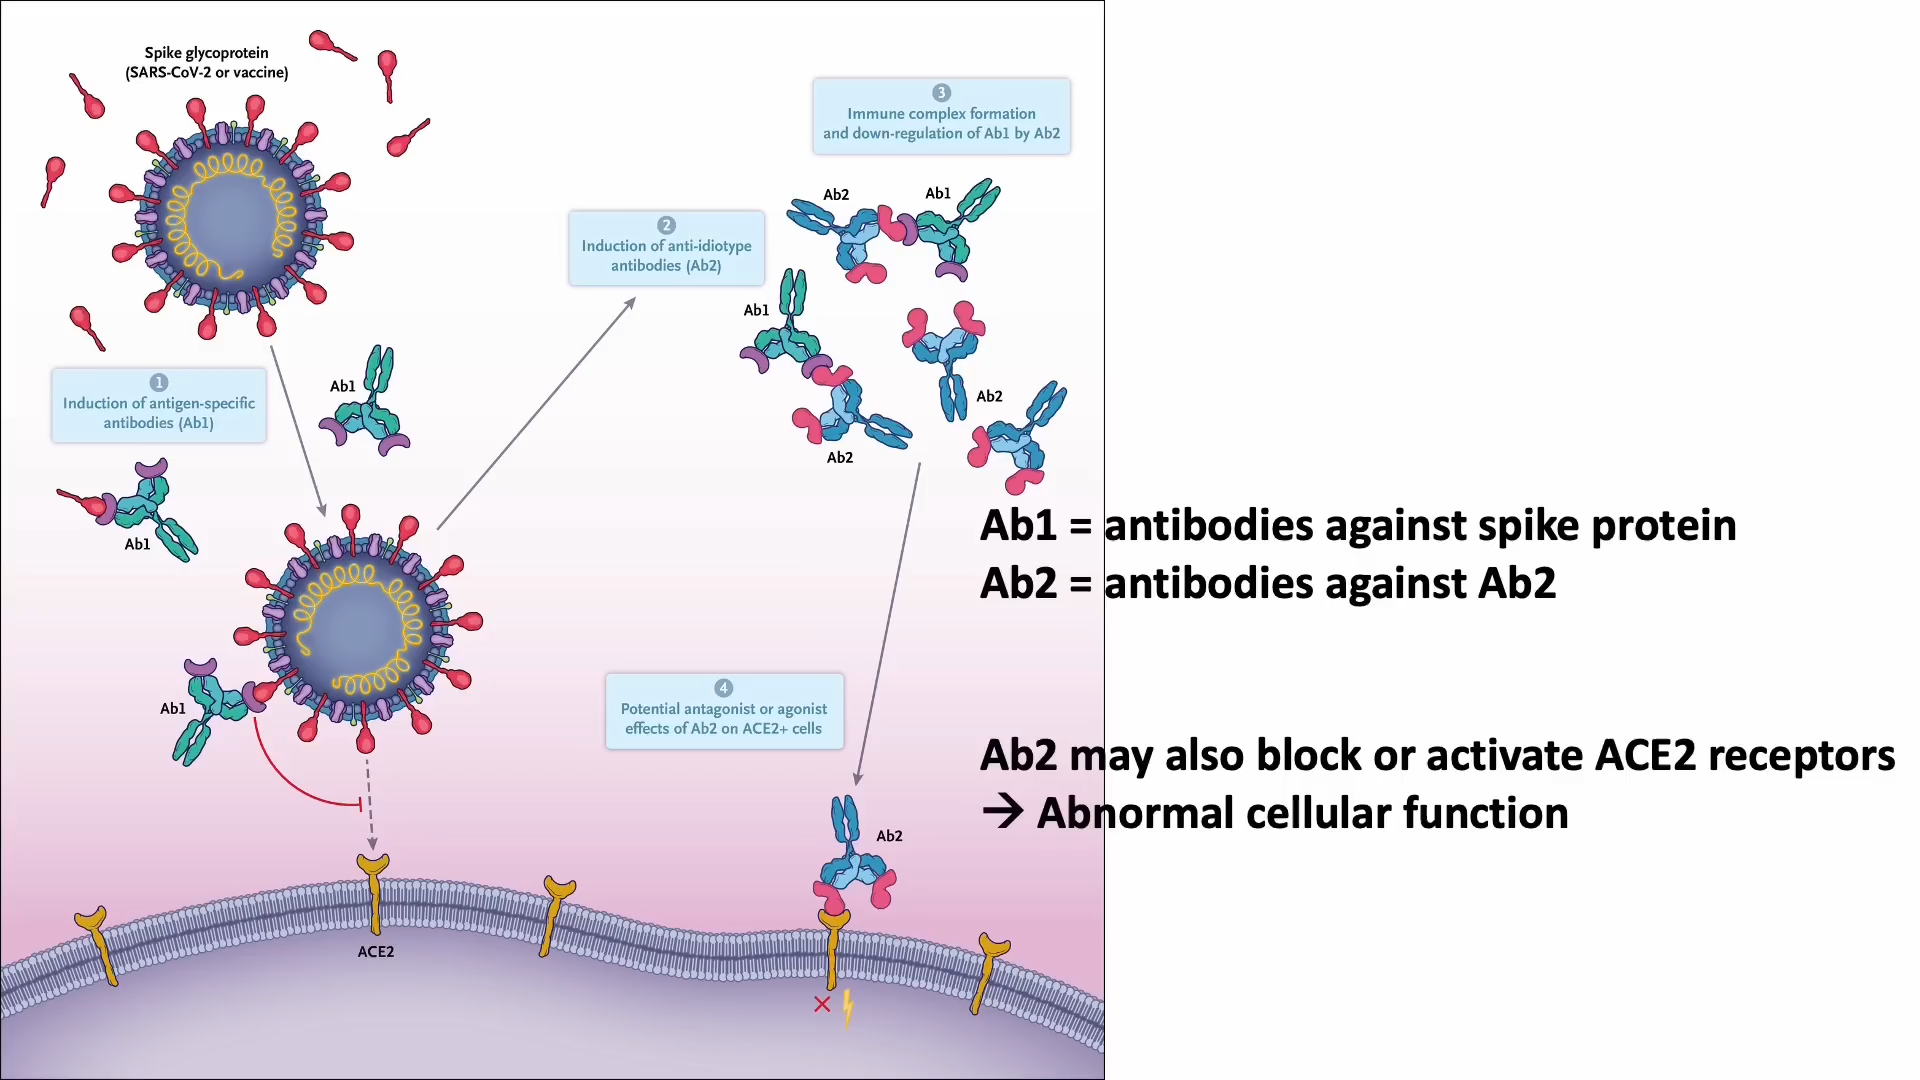 Spike glycoprotein
(SARS-CoV-2 or vaccine)
1
Induction of antigen-specific
antibodies (Ab1)
Ab1
Ab1
Ab1
ACE2
2
Induction of anti-idiotype
antibodies (Ab2)
3
Immune complex formation
and down-regulation of Ab1 by Ab2
Ab2
Ab1
Ab1
Ab2
Ab2
4
Potential antagonist or agonist
effects of Ab2 on ACE2+ cells
Ab2
Ab1 = antibodies against spike protein
Ab2 = antibodies against Ab2
Ab2 may also block or activate ACE2 receptors
→ Abnormal cellular function